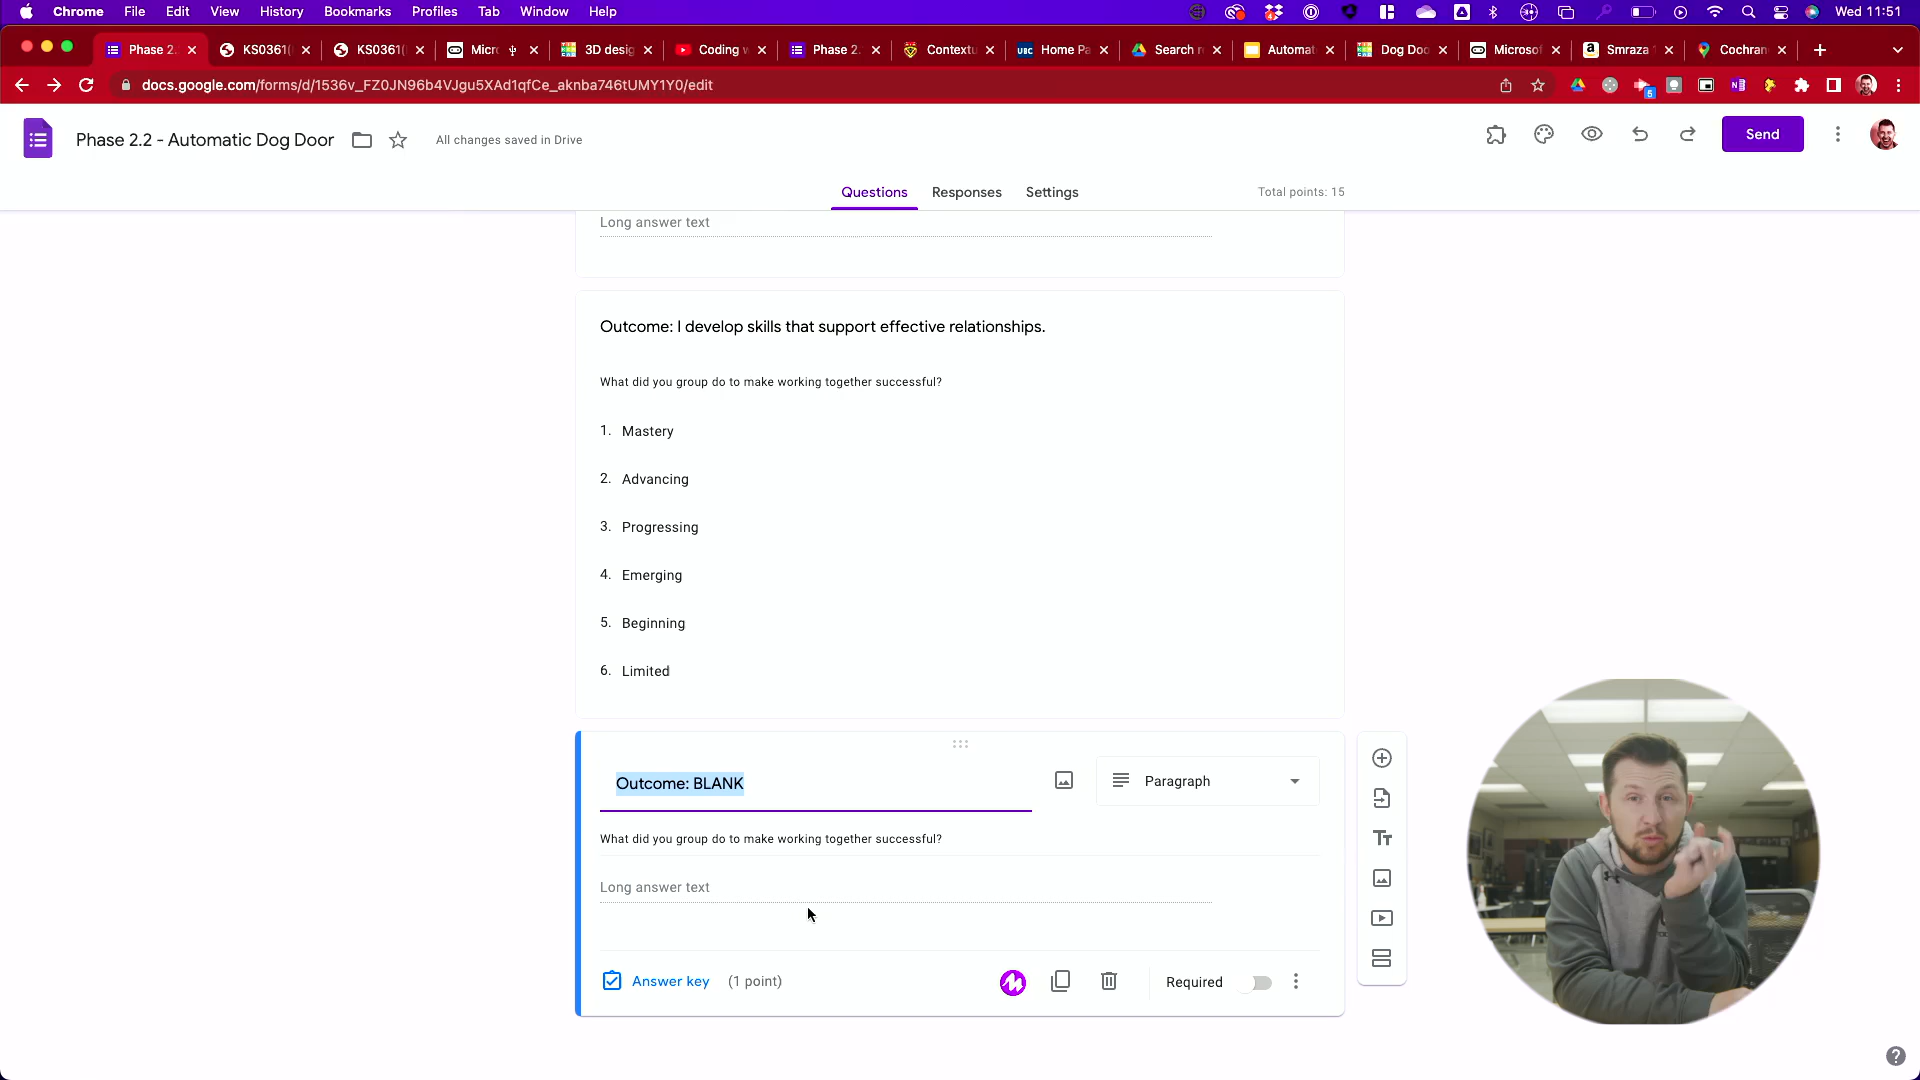 Chrome File Edit View History Bookmarks Profiles Tab Window Help Wed 11:51
Phase 2. KS0361( KS0361( Micr 3D desig Coding w Phase 2. Contextu Home Pa Search r Automat Dog Doo Microsof Smraza Cochran
docs.google.com/forms/d/1536v_FZ0JN96b4VJgu5XAd1qfCe_aknba746tUMY1Y0/edit
Phase 2.2 - Automatic Dog Door All changes saved in Drive Send
Questions Responses Settings Total points: 15
Long answer text
Outcome: I develop skills that support effective relationships.
What did you group do to make working together successful?
1. Mastery
2. Advancing
3. Progressing
4. Emerging
5. Beginning
6. Limited
Outcome: BLANK Paragraph
What did you group do to make working together successful?
Long answer text
Answer key (1 point) Required